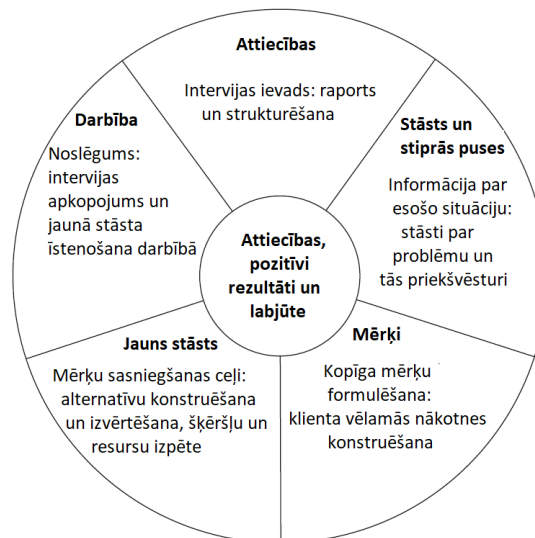 Attiecības
Intervijas ievads: raports
un strukturēšana
Stāsts un
stiprās puses
Informācija par
esošo situāciju:
stāsti par
problēmu un
tās priekšvēsturi
Mērķi
Kopīga mērķu
formulēšana:
klienta vēlamās nākotnes
konstruēšana
Jauns stāsts
Mērķu sasniegšanas ceļi:
alternatīvu konstruēšana
un izvērtēšana, šķēršļu un
resursu izpēte
Darbība
Noslēgums:
intervijas
apkopojums un
jaunā stāsta
īstenošana darbībā
Attiecības,
pozitīvi
rezultāti un
labjūte